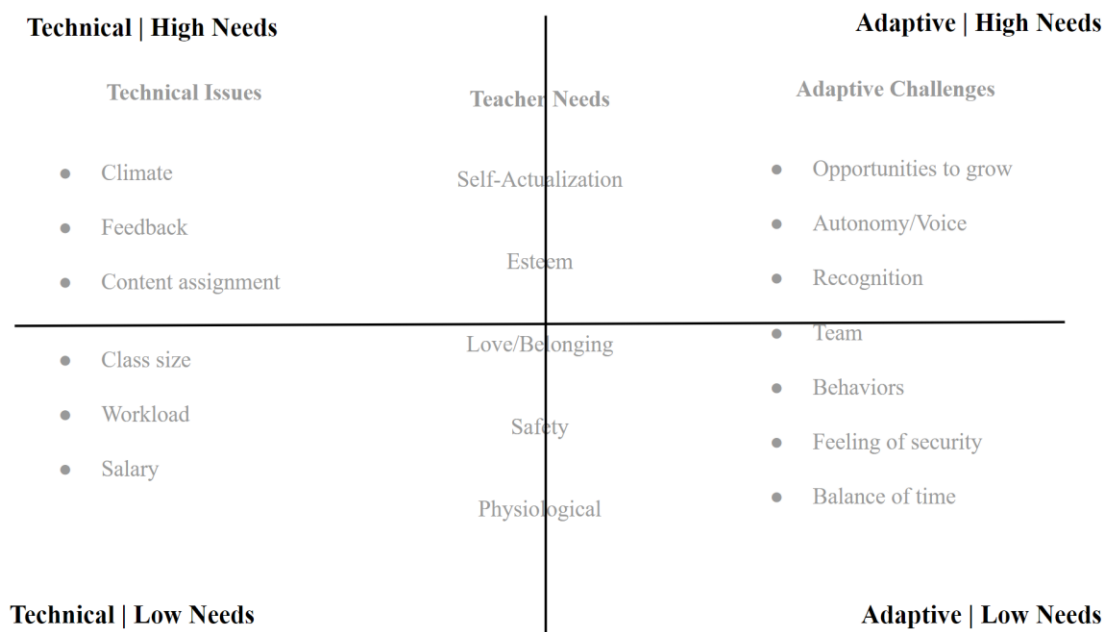 Technical | High Needs
Adaptive | High Needs
Technical Issues
Teacher Needs
Adaptive Challenges
● Climate
● Feedback
● Content assignment
● Class size
● Workload
● Salary
Self-Actualization
Esteem
Love/Belonging
Safety
Physiological
● Opportunities to grow
● Autonomy/Voice
● Recognition
● Team
● Behaviors
● Feeling of security
● Balance of time
Technical | Low Needs
Adaptive | Low Needs